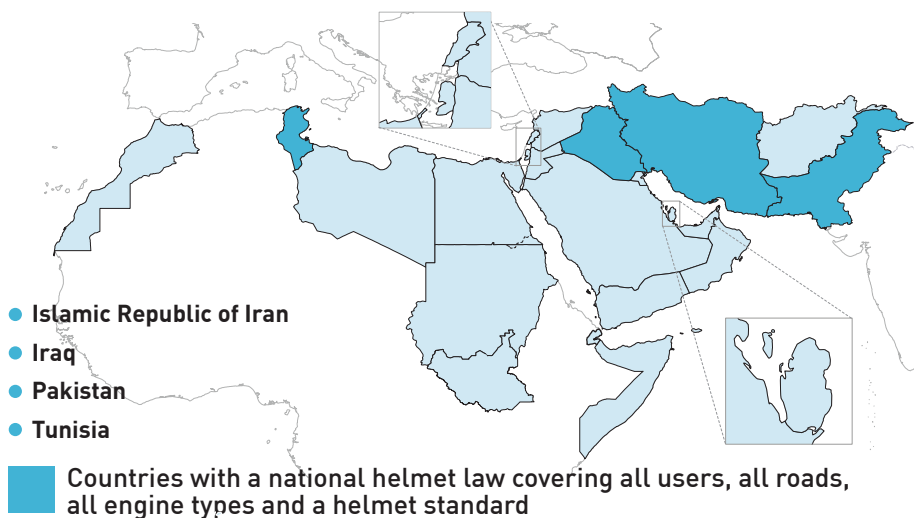 Islamic Republic of Iran
Iraq
Pakistan
Tunisia
Countries with a national helmet law covering all users, all roads,
all engine types and a helmet standard